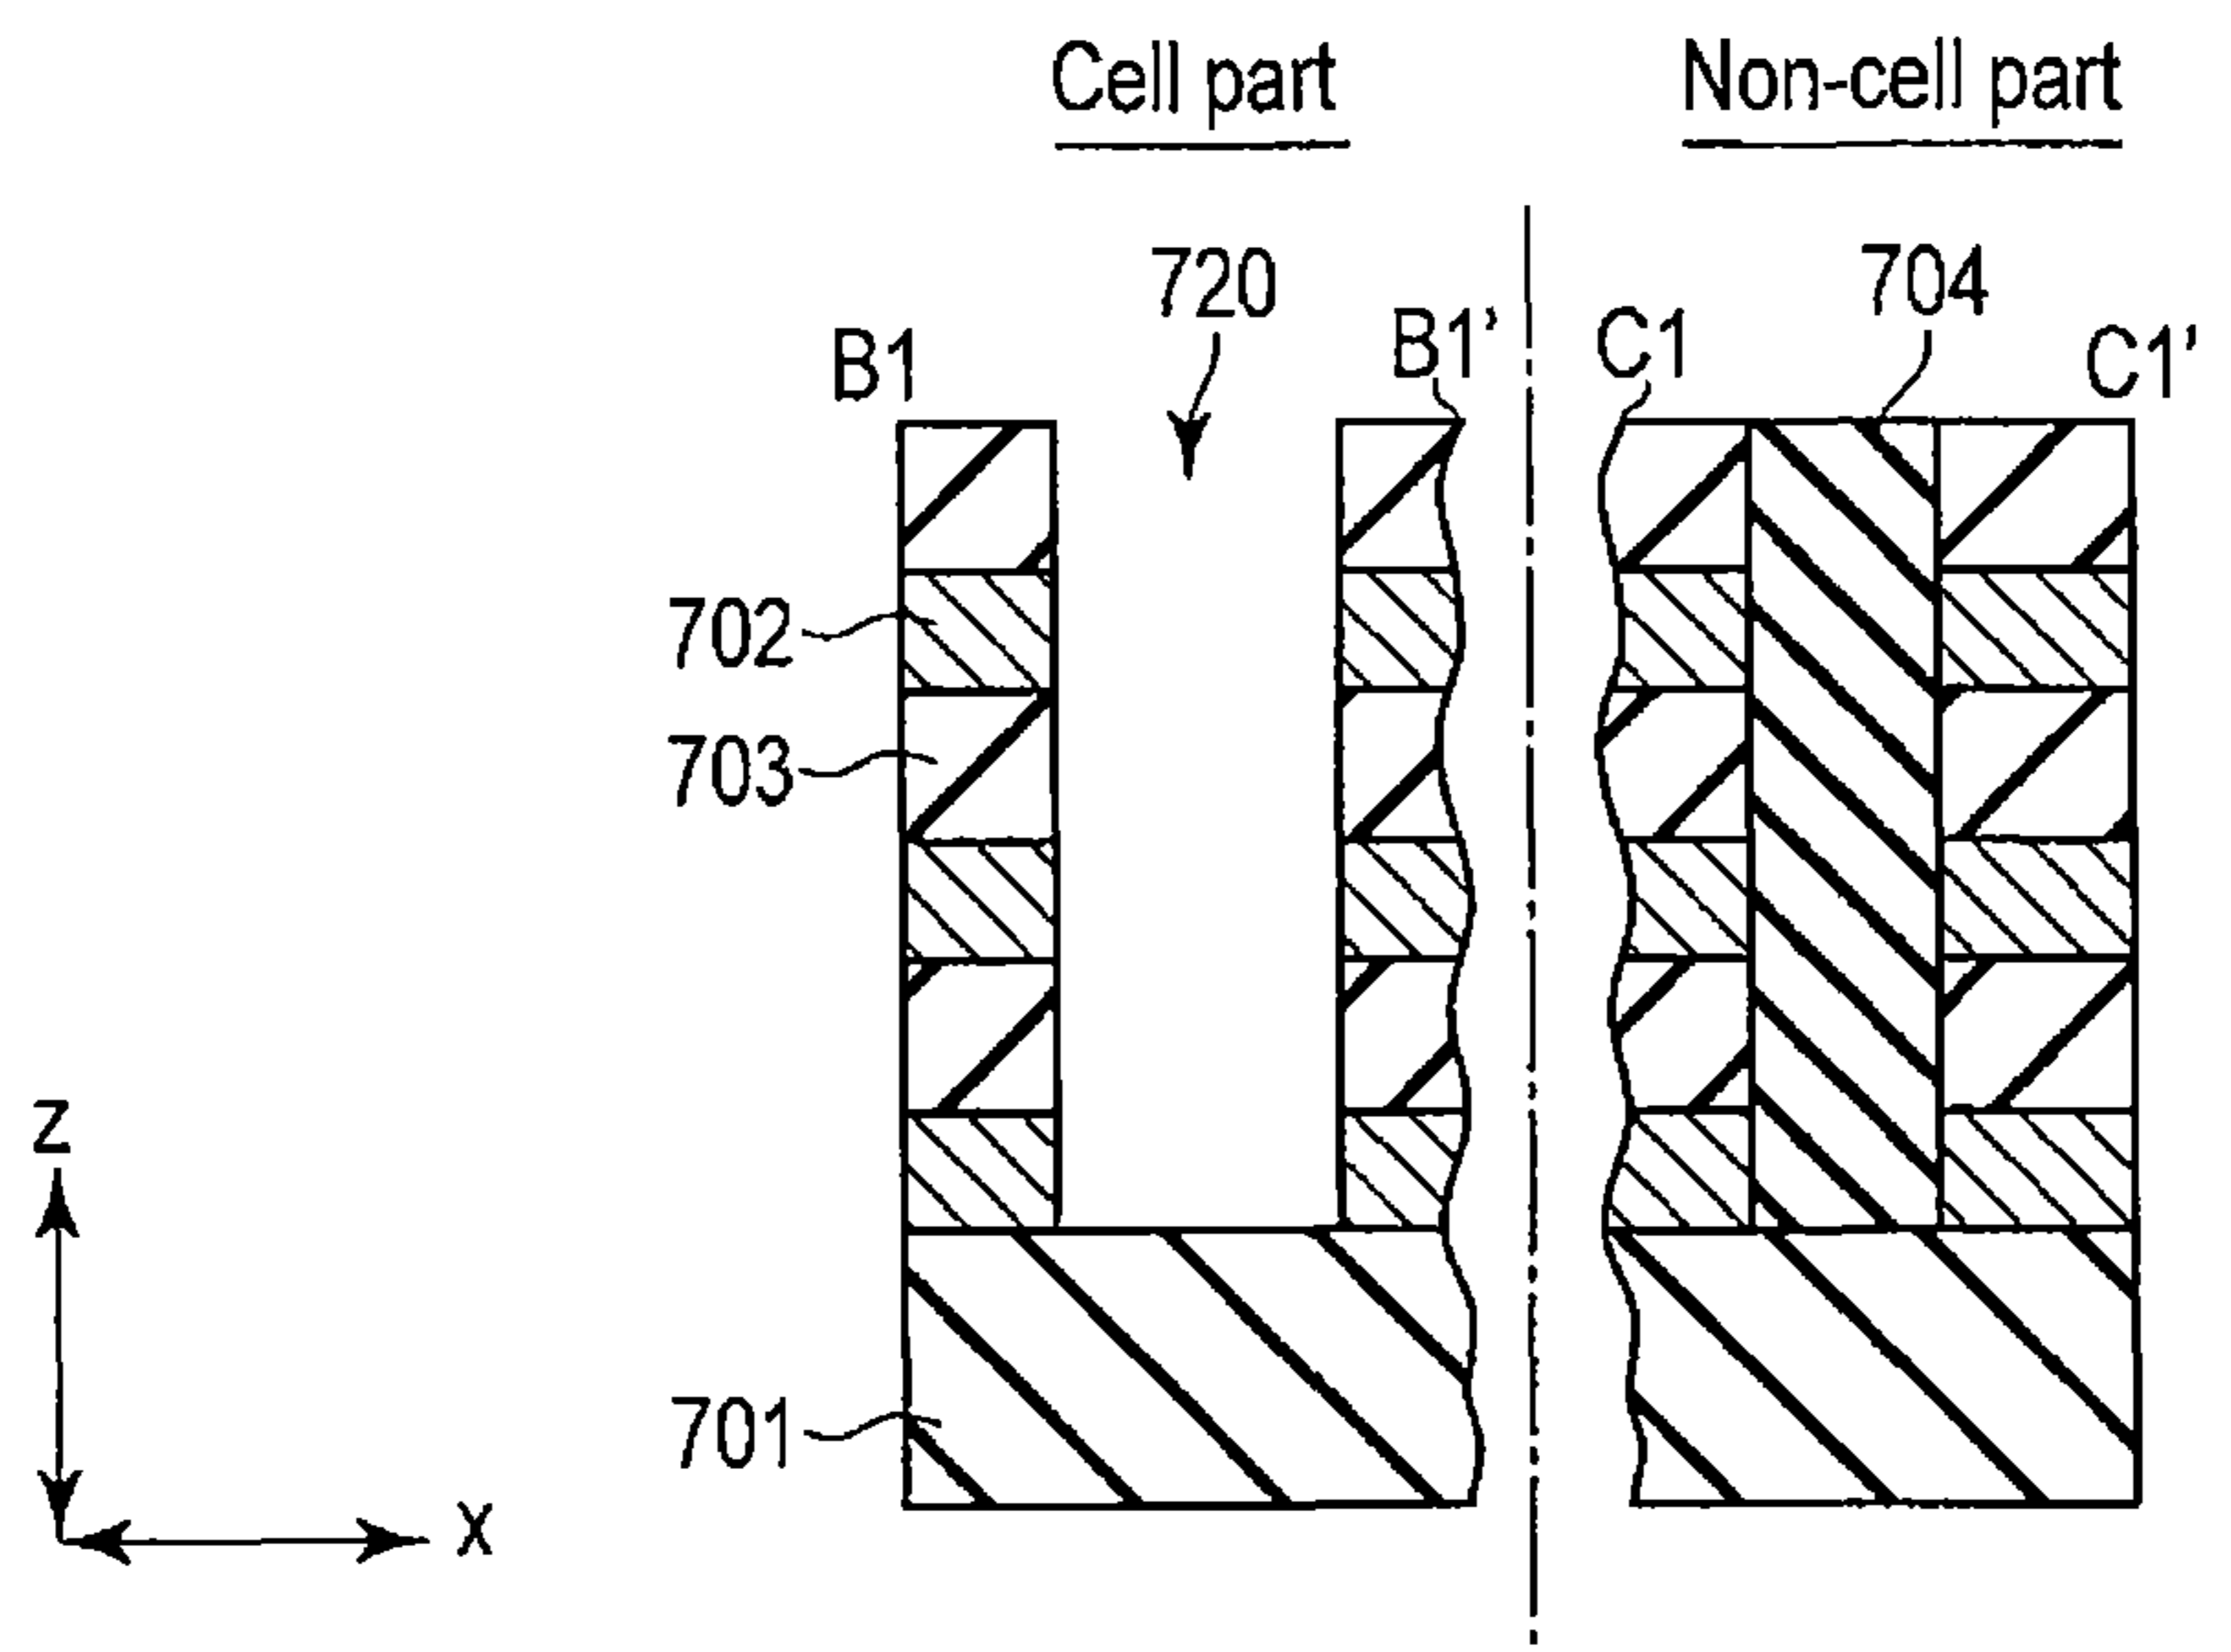 Cell part
Non-cell part
720
704
B1
B1'
C1
C1'
702
703
701
Z
X